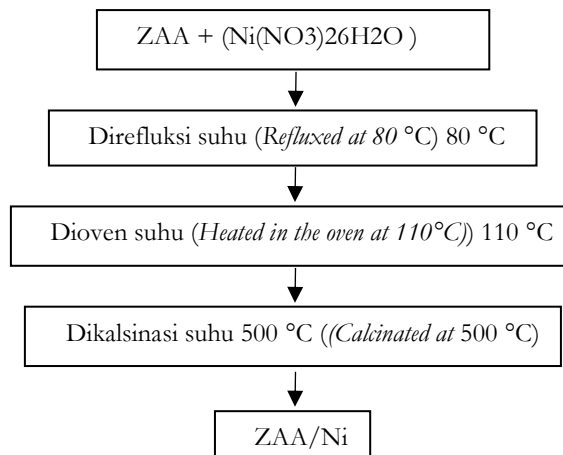 ZAA + (Ni(NO3)26H2O )
Direfluksi suhu (Refluxed at 80 °C) 80 °C
Dioven suhu (Heated in the oven at 110°C)) 110 °C
Dikalsinasi suhu 500 °C ((Calcinated at 500 °C)
ZAA/Ni